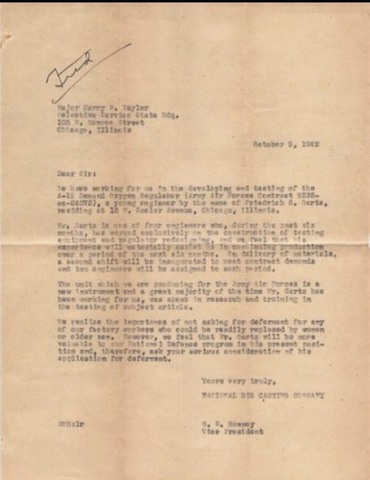 Fred
Major Harry S. Taylor
Selective Service State Hdq.
Chicago, Illinois
October 9, 1942
Dear Sir:
We have working for us in the developing and testing of the
A-12 Demand Oxygen Regulator (Army Air Forces Contract W535-
ac-24073), a young engineer by the name of Friedrich G. Gartz,
residing at 15 N. Avenue, Chicago, Illinois.
Mr. Gartz is one of four engineers who, during the past six
months, has worked exclusively on the construction of testing
equipment and regulator redesigning, and we feel that his
experience will materially assist us in continuing production
over a period of the next six months. On delivery of materials,
a second shift will be inaugurated to meet contract demands
and two engineers will be assigned to each period.
The unit which we are producing for the Army Air Forces is a
new instrument and a great majority of the time Mr. Gartz has
been working for us, was spent in research and training in
the testing of subject article.
We realize the importance of not asking for deferment for any
of our factory workers who could be readily replaced by women
or older men. However, we feel that Mr. Gartz will be more
valuable to our National Defense program in his present posi-
tion and, therefore, ask your serious consideration of his
application for deferment.
Yours very truly,
NATIONAL DIE CASTING COMPANY
G. W.
Vice President